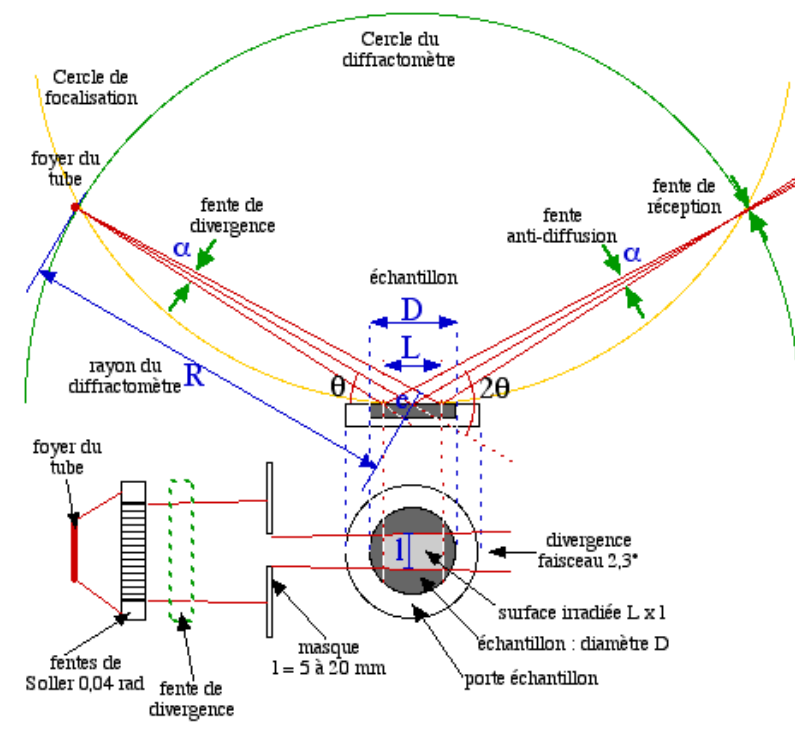 Cercle du
diffractomètre
Cercle de
focalisation
foyer du
tube
fente de
divergence
α
fente
anti-diffusion
α
fente de
réception
échantillon
D
L
rayon du
diffractomètre
R
θ
e
2θ
foyer du
tube
l
divergence
faisceau 2,3°
surface irradiée L x l
échantillon : diamètre D
porte échantillon
masque
l = 5 à 20 mm
fentes de
Soller 0,04 rad
fente de
divergence